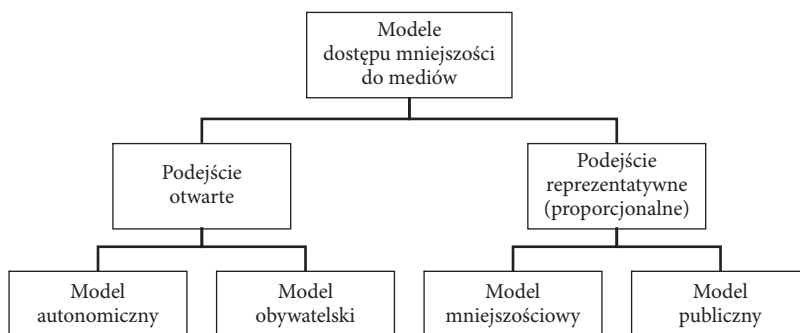 Modele
dostępu mniejszości
do mediów
Podejście
otwarte
Podejście
reprezentatywne
(proporcjonalne)
Model
autonomiczny
Model
obywatelski
Model
mniejszościowy
Model
publiczny